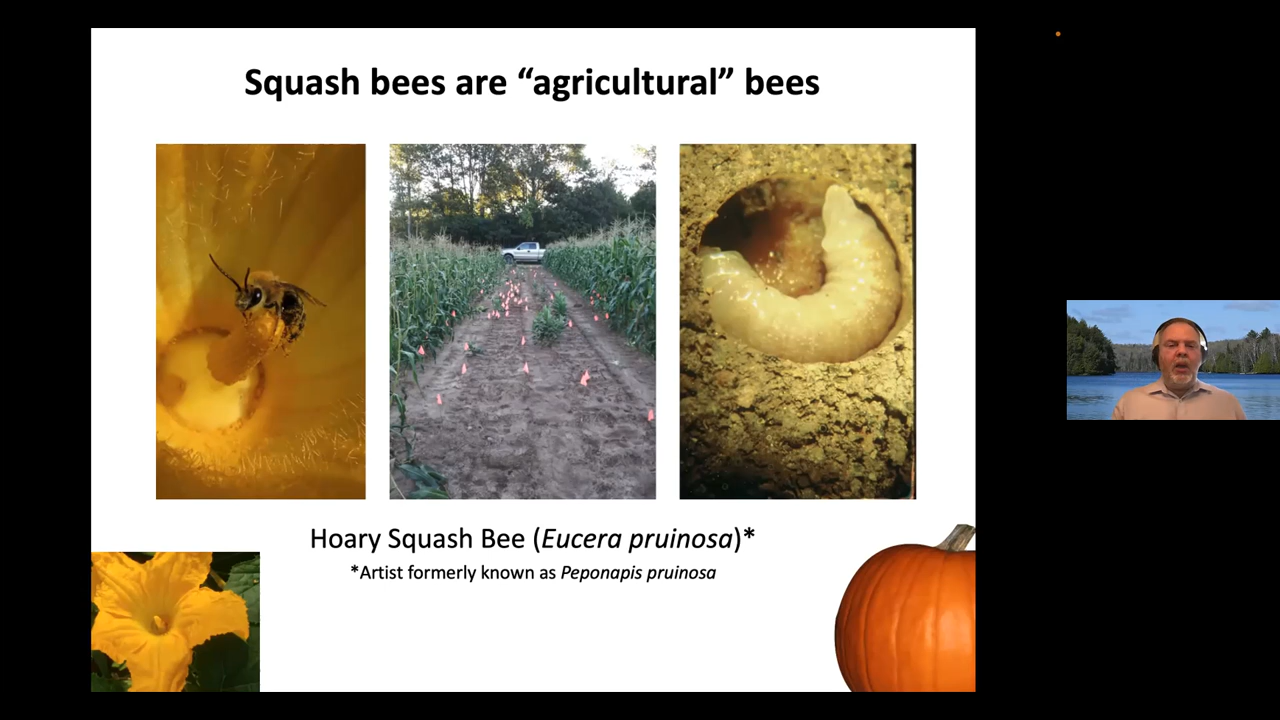 Squash bees are “agricultural” bees
Hoary Squash Bee (Eucera pruinosa)*
*Artist formerly known as Peponapis pruinosa